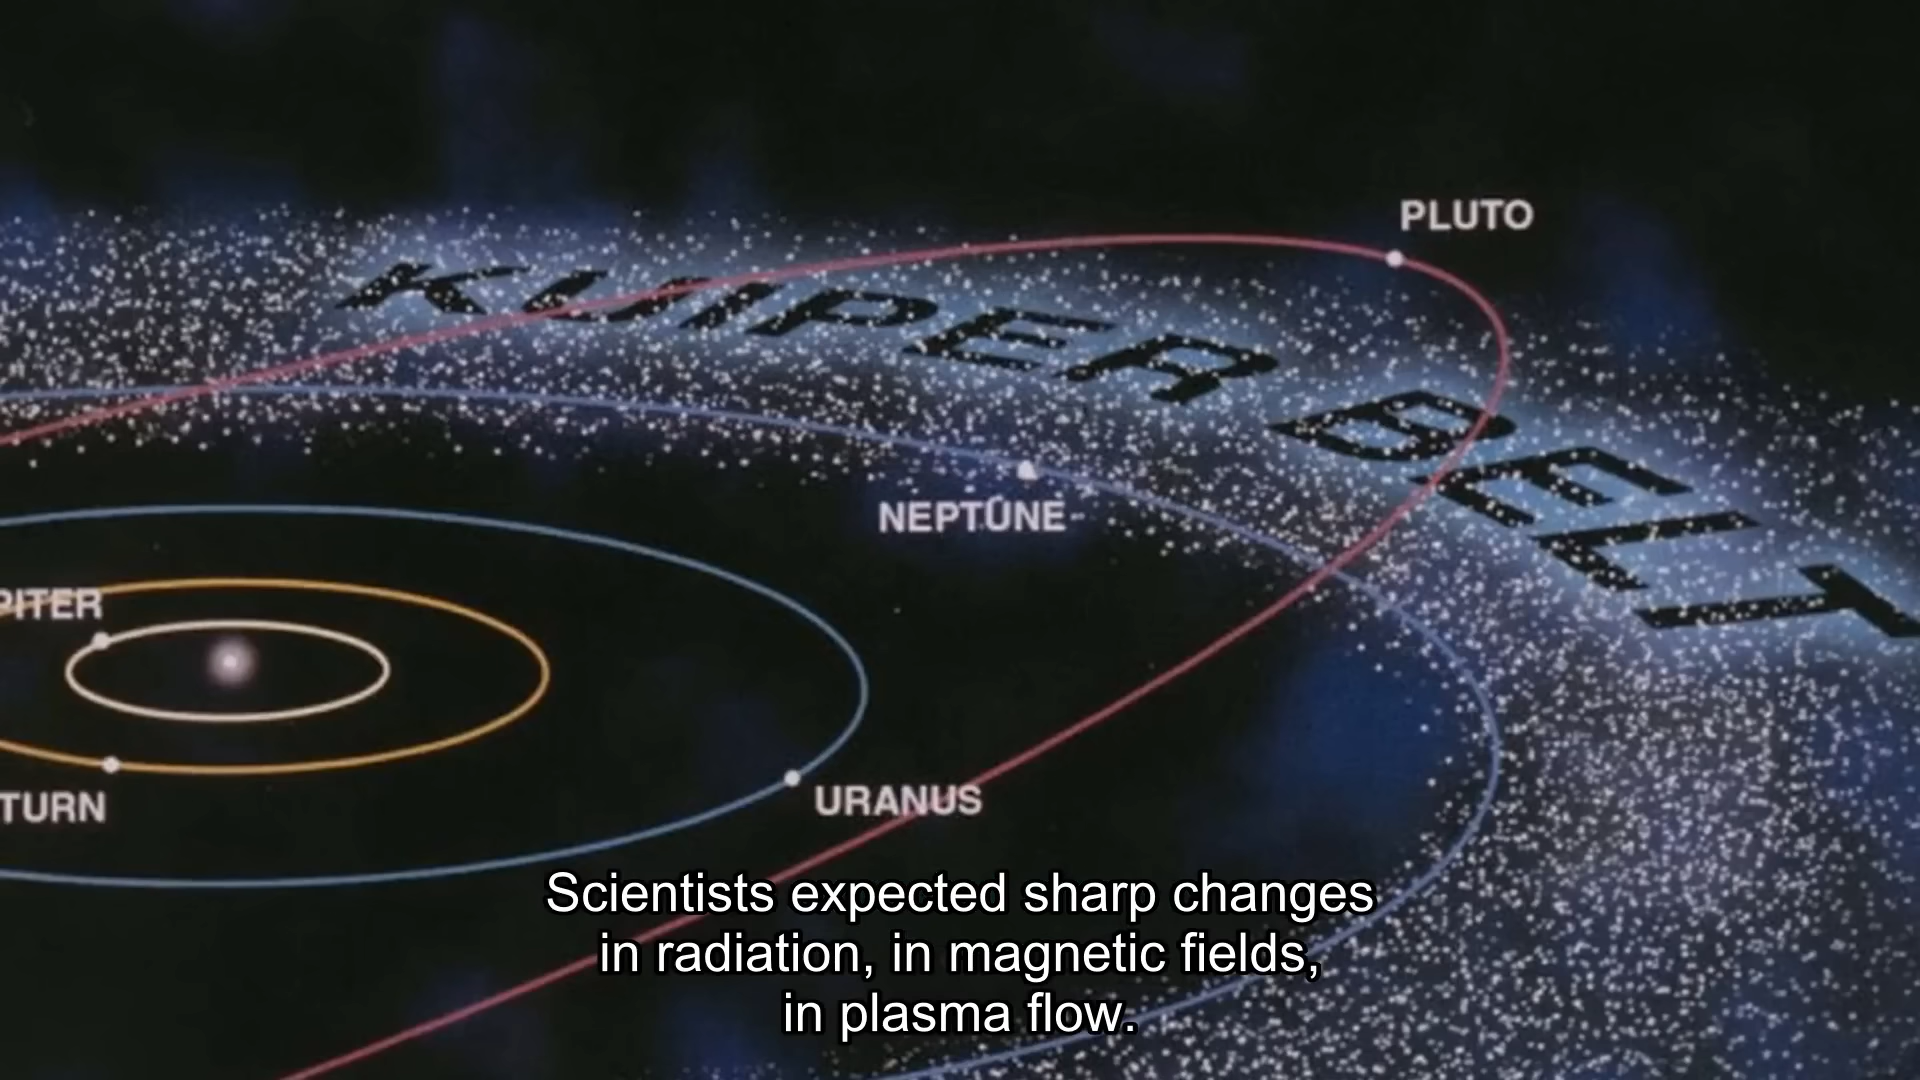 PLUTO
KUIPER BELT
NEPTUNE
PITER
URANUS
TURN
Scientists expected sharp changes
in radiation, in magnetic fields,
in plasma flow.